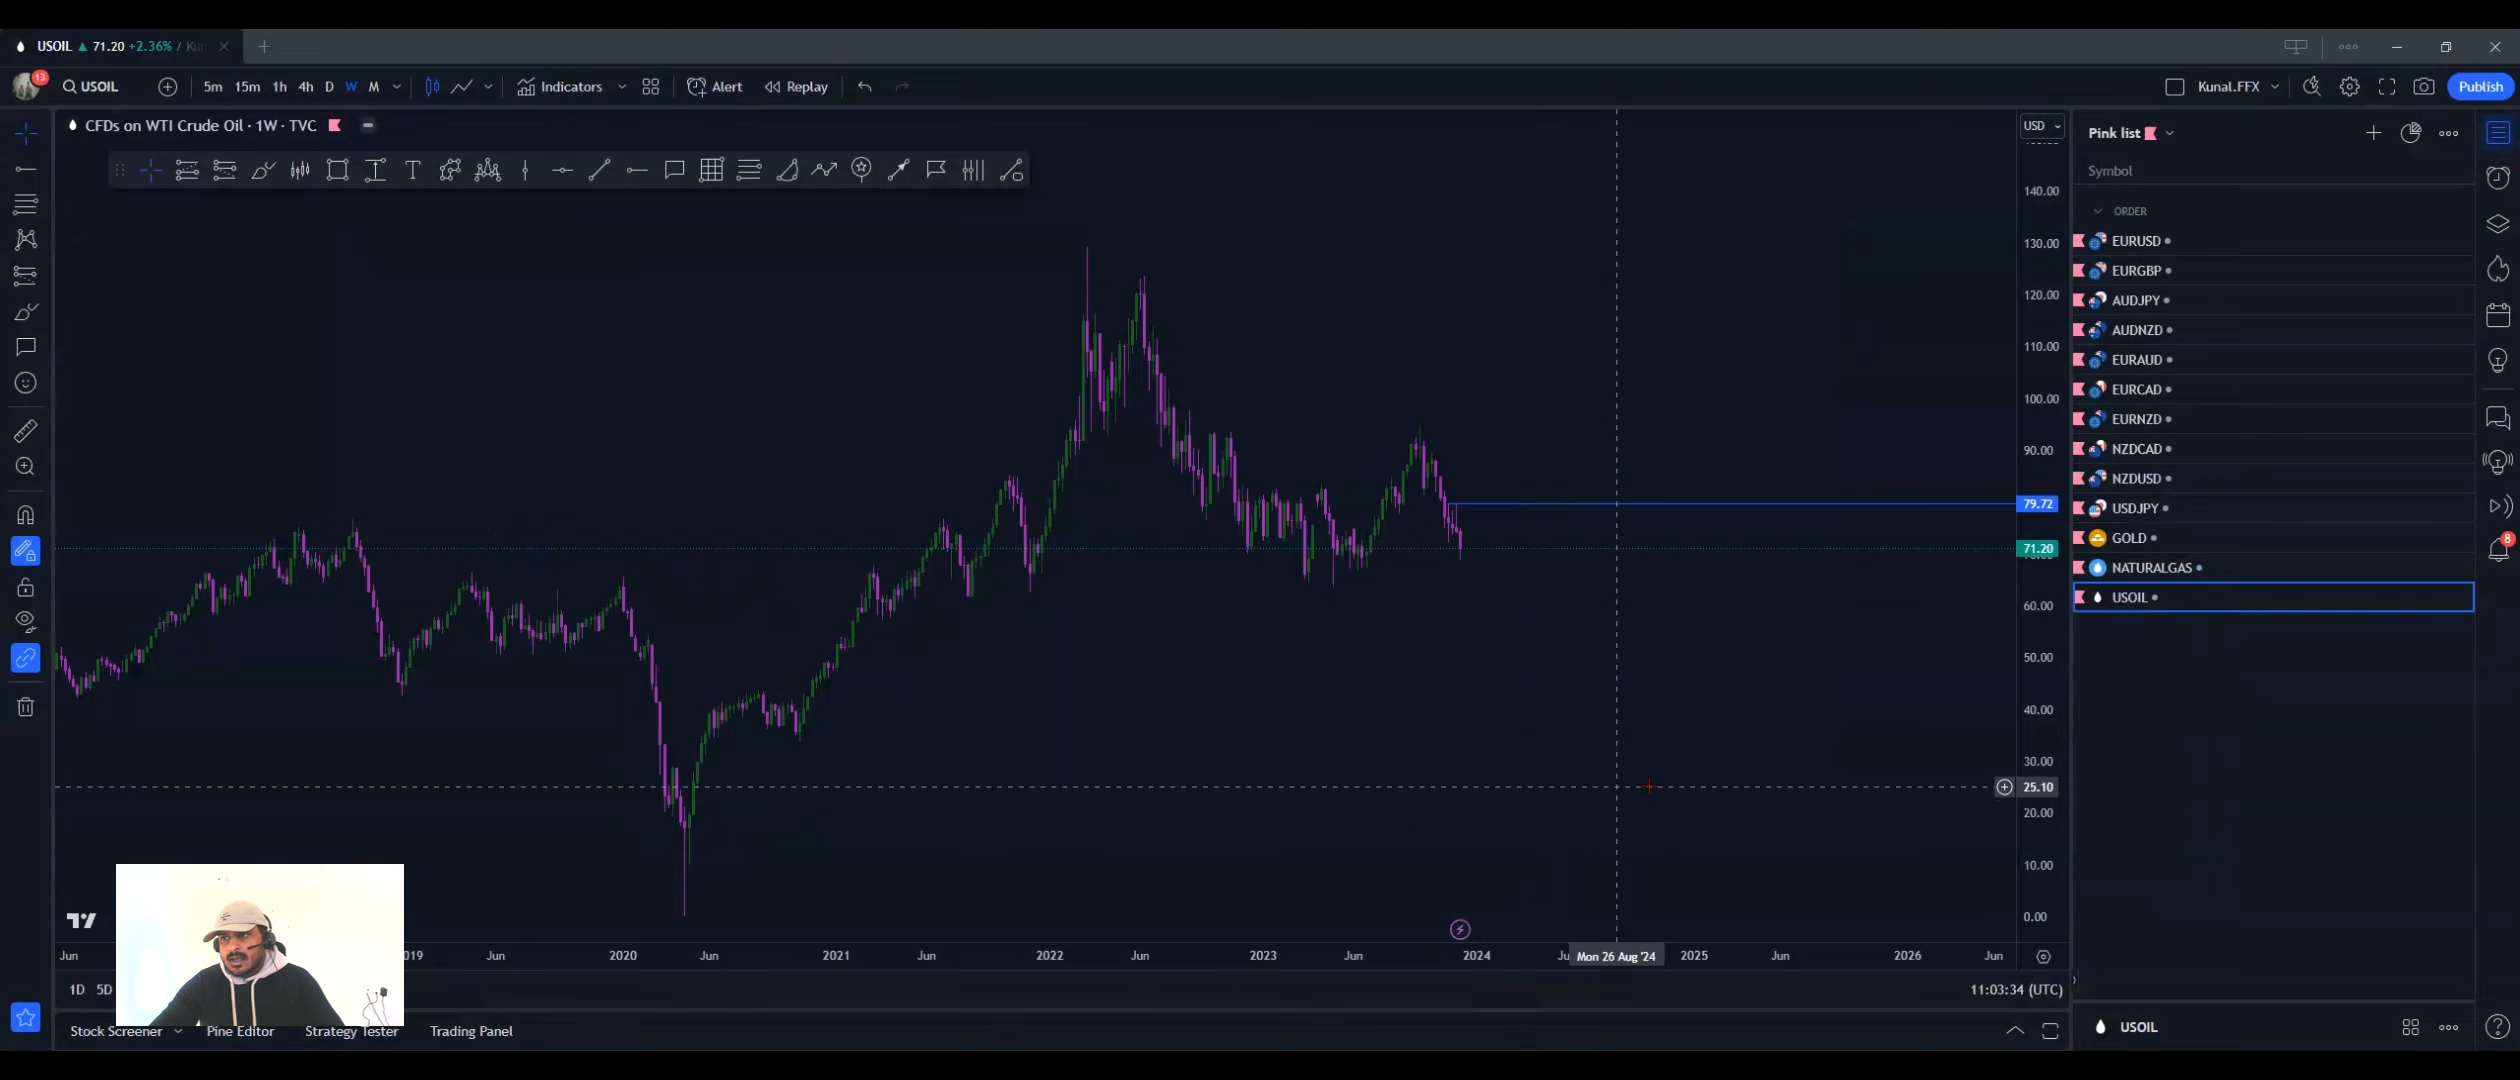 USOIL 71.20 +2.36% / Ku
13
USOIL 5m 15m 1h 4h D W M Indicators Alert Replay Kunal.FFX Publish
CFDs on WTI Crude Oil · 1W · TVC
USD
Pink list
Symbol
ORDER
EURUSD
EURGBP
AUDJPY
AUDNZD
EURAUD
EURCAD
EURNZD
NZDCAD
NZDUSD
USDJPY
GOLD
NATURALGAS
USOIL
8
140.00
130.00
120.00
110.00
100.00
90.00
79.72
71.20
60.00
50.00
40.00
30.00
25.10
20.00
10.00
0.00
Jun 019 Jun 2020 Jun 2021 Jun 2022 Jun 2023 Jun 2024 Ju Mon 26 Aug '24 2025 Jun 2026 Jun
1D 5D
11:03:34 (UTC)
Stock Screener Pine Editor Strategy Tester Trading Panel
USOIL